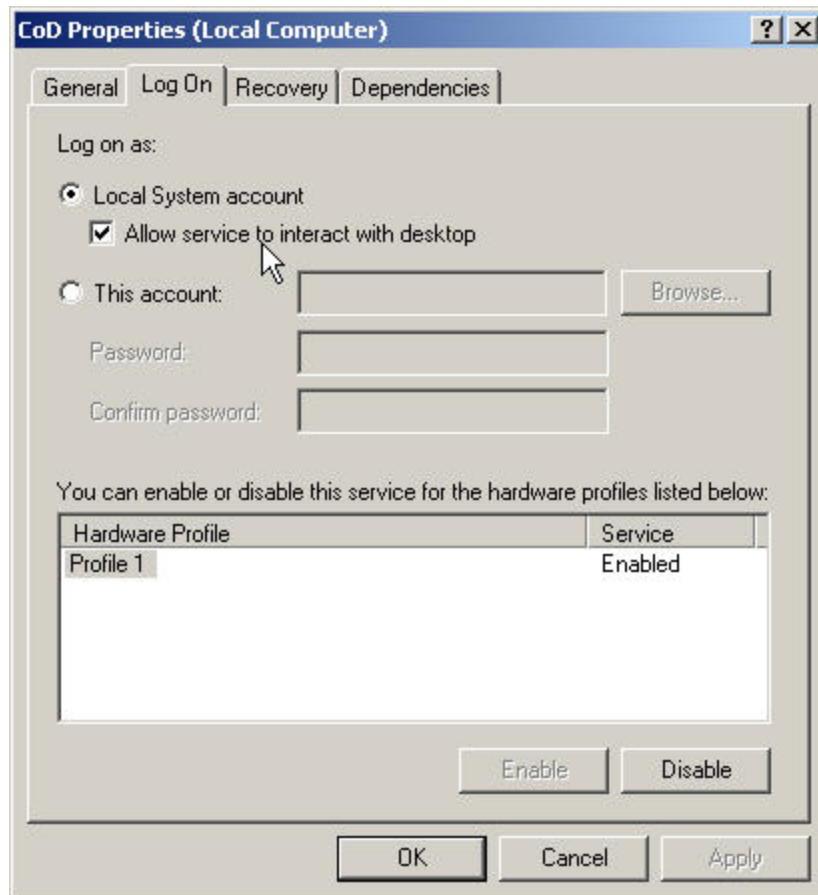 CoD Properties (Local Computer)
General Log On Recovery Dependencies
Log on as:
Local System account
Allow service to interact with desktop
This account: Browse...
Password:
Confirm password:
You can enable or disable this service for the hardware profiles listed below:
Hardware Profile Service
Profile 1 Enabled
Enable Disable
OK Cancel Apply